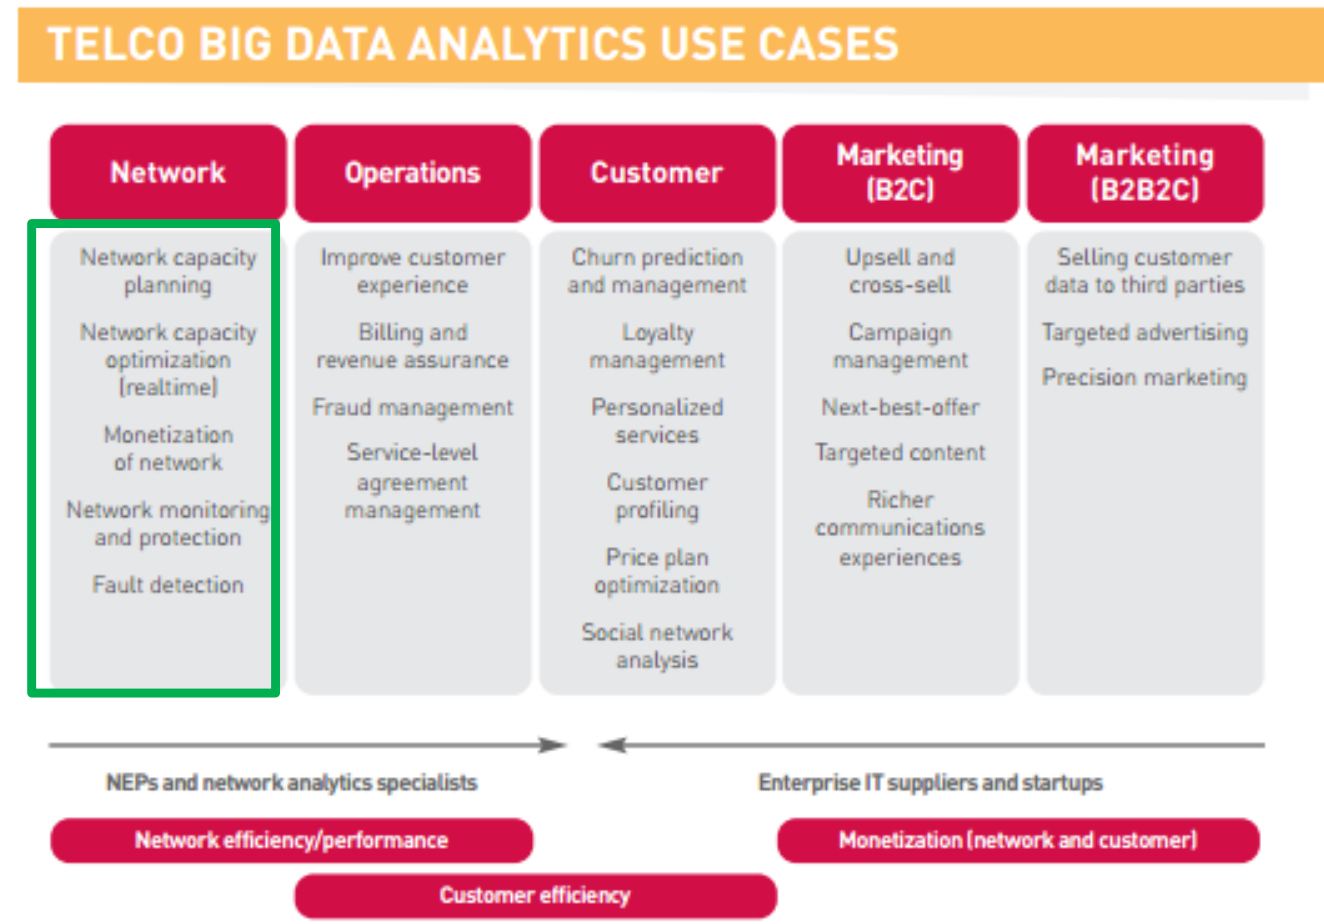 TELCO BIG DATA ANALYTICS USE CASES
Network
Network capacity
planning
Network capacity
optimization
(realtime)
Monetization
of network
Network monitoring
and protection
Fault detection
Operations
Improve customer
experience
Billing and
revenue assurance
Fraud management
Service-level
agreement
management
Customer
Churn prediction
and management
Loyalty
management
Personalized
services
Customer
profiling
Price plan
optimization
Social network
analysis
Marketing
(B2C)
Upsell and
cross-sell
Campaign
management
Next-best-offer
Targeted content
Richer
communications
experiences
Marketing
(B2B2C)
Selling customer
data to third parties
Targeted advertising
Precision marketing
NEPs and network analytics specialists
Enterprise IT suppliers and startups
Network efficiency/performance
Monetization (network and customer)
Customer efficiency